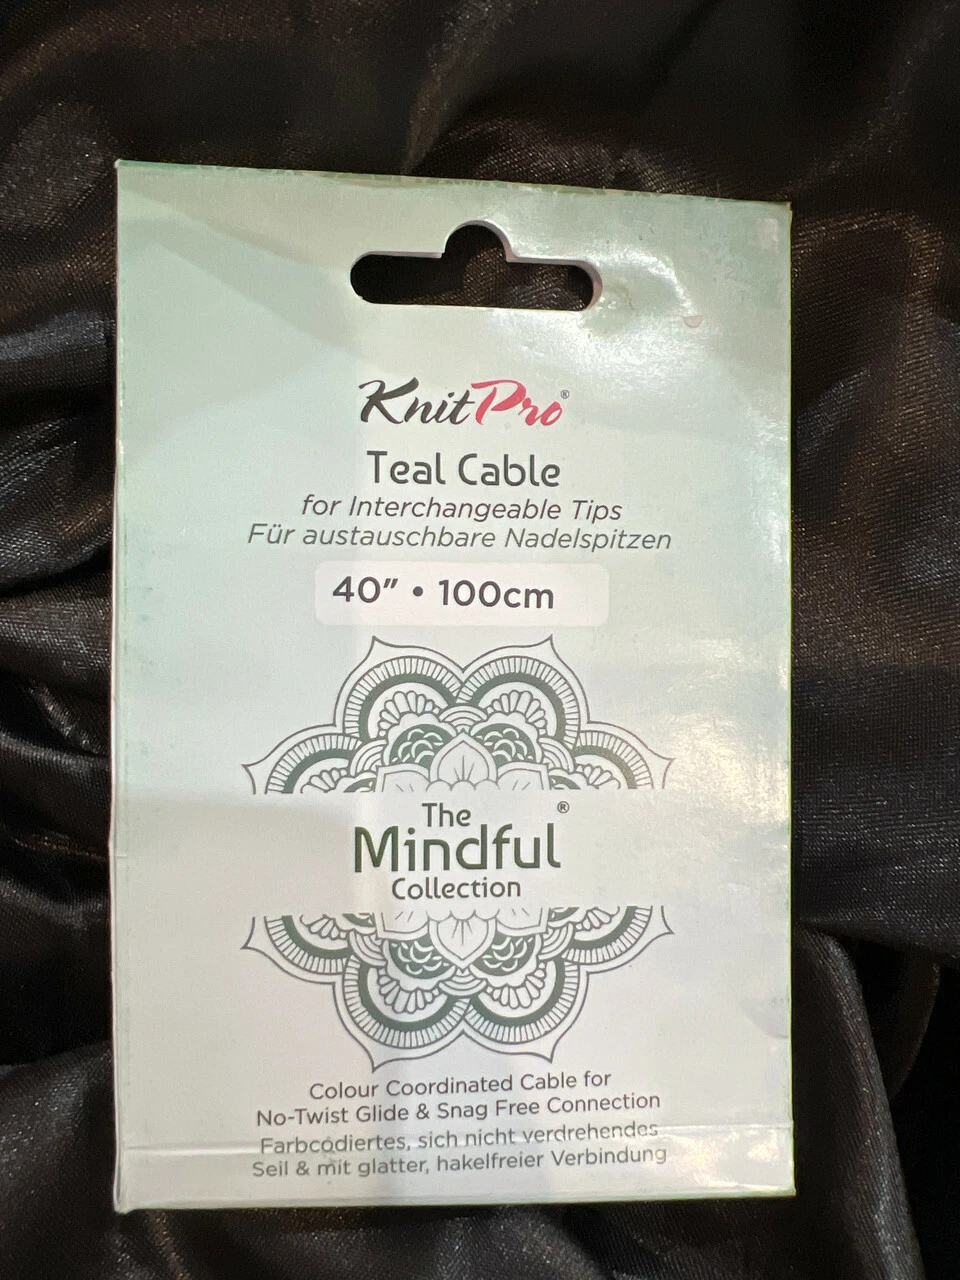 KnitPro®
Teal Cable
for Interchangeable Tips
Für austauschbare Nadelspitzen
40” • 100cm
The ®
Mindful
Collection
Colour Coordinated Cable for
No-Twist Glide & Snag Free Connection
Farbcodiertes, sich nicht verdrehendes
Seil & mit glatter, hakelfreier Verbindung